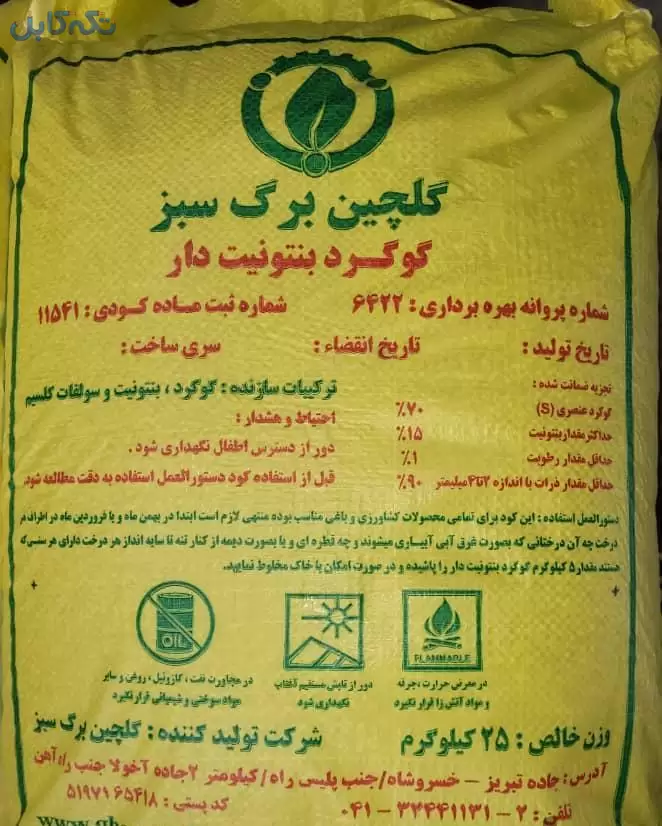 تکه کابل
گلچین برگ سبز
گوگرد بنتونیت دار
شماره پروانه بهره برداری : ۶۴۲۲ شماره ثبت ماده کودی : ۱۱۵۴۱
تاریخ تولید : تاریخ انقضاء : سری ساخت :
تجزیه ضمانت شده :
گوگرد عنصری (S) ۷۰٪
حداکثر مقدار بنتونیت ۱۵٪
حداقل مقدار رطوبت ۱٪
حداقل مقدار ذرات با اندازه ۲تا۴ میلیمتر ۹۰٪
ترکیبات سازنده : گوگرد ، بنتونیت و سولفات کلسیم
احتیاط و هشدار :
دور از دسترس اطفال نگهداری شود .
قبل از استفاده کود دستورالعمل استفاده به دقت مطالعه شود.
دستورالعمل استفاده : این کود برای تمامی محصولات کشاورزی و باغی مناسب بوده منتهی لازم است ابتدا در بهمن ماه و یا فروردین ماه در اطراف هر
درخت چه آن درختانی که بصورت غرق آبی آبیاری میشوند و چه قطره ای و یا بصورت دیمه از کنار تنه تا سایه انداز هر درخت دارای هر سنی که
هستند مقدار۵ کیلوگرم گوگرد بنتونیت دار را پاشیده و در صورت امکان با خاک مخلوط نمایید.
OIL
FLAMMABLE
در معرض حرارت ، جرقه
و مواد آتش زا قرار نگیرد
دور از تابش مستقیم آفتاب
نگهداری شود
در مجاورت نفت ، گازوئیل ، روغن و سایر
مواد سوختی و شیمیائی قرار نگیرد
وزن خالص : ۲۵ کیلوگرم شرکت تولید کننده : گلچین برگ سبز
آدرس : جاده تبریز – خسروشاه/جنب پلیس راه/کیلومتر ۲جاده آخولا جنب راه آهن
تلفن : ۲ – ۳۲۴۴۱۱۳۱ – ۰۴۱ کد پستی : ۵۱۹۷۱۶۵۴۱۸